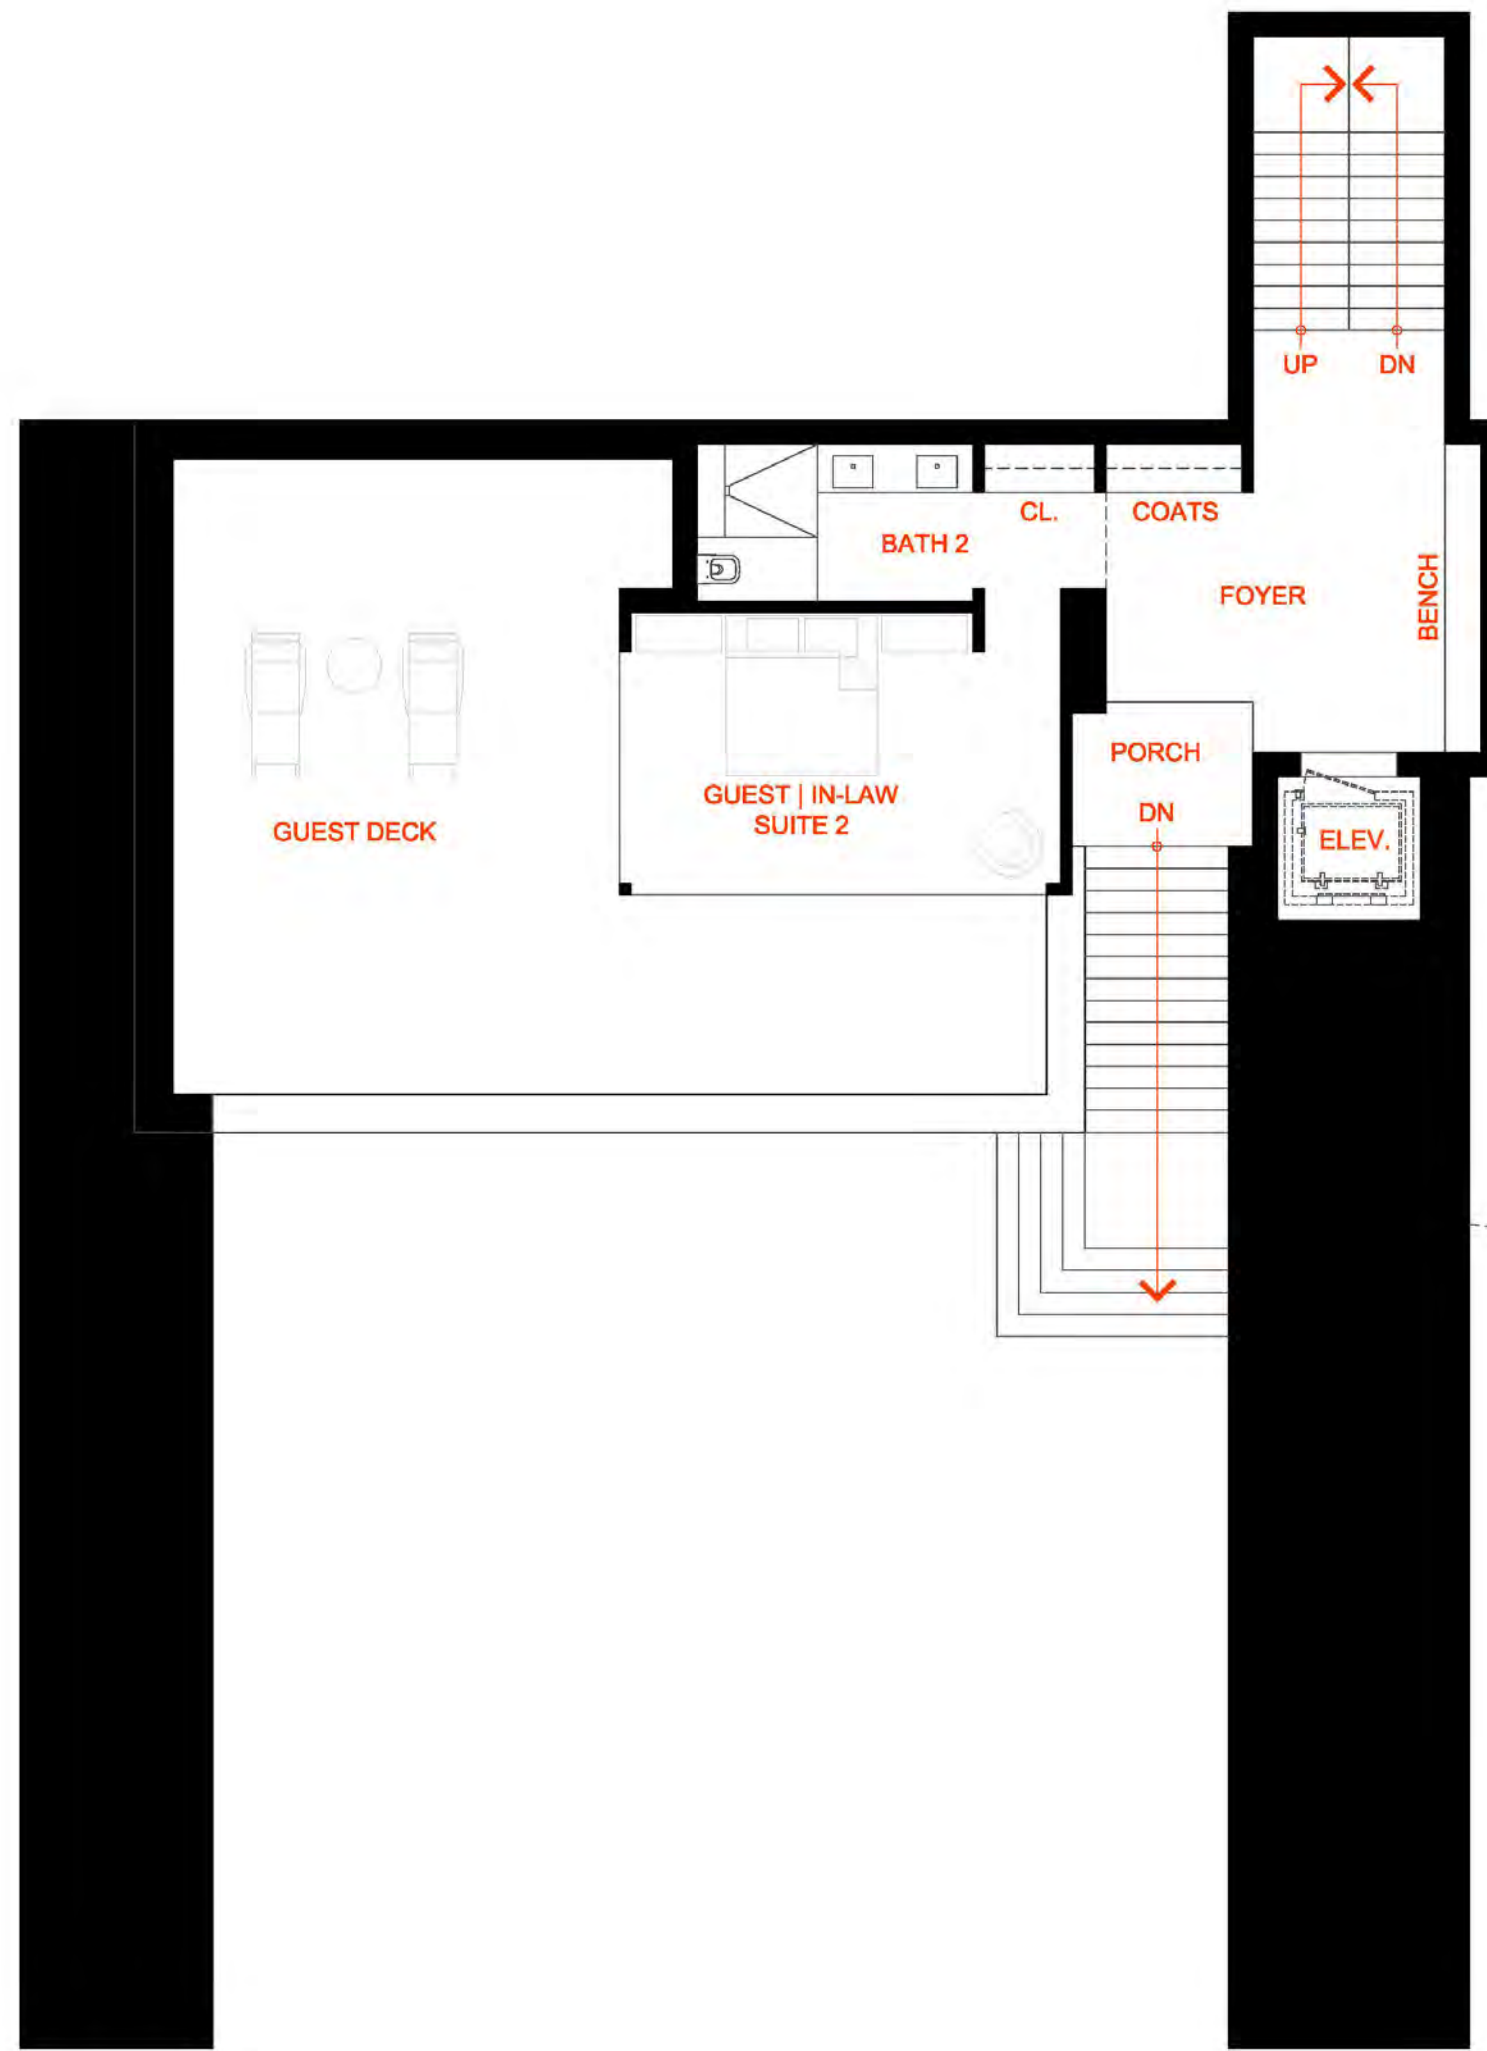 UP
DN
CL.
COATS
BATH 2
FOYER
BENCH
PORCH
DN
GUEST | IN-LAW
SUITE 2
GUEST DECK
ELEV.